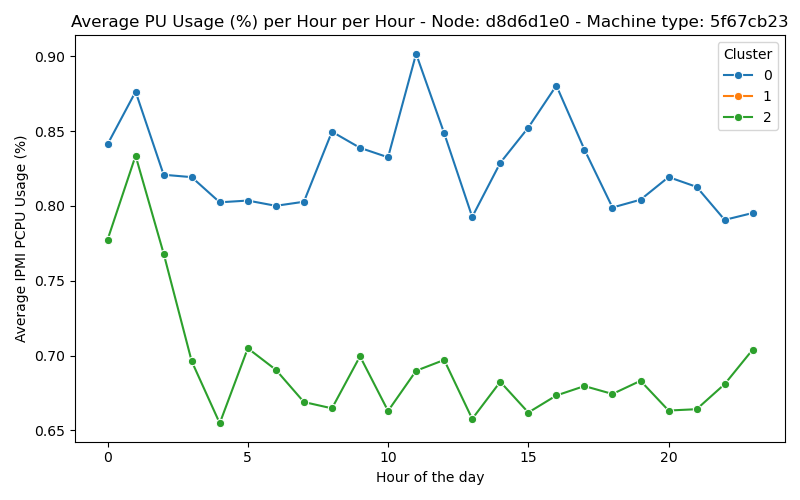 Average PU Usage (%) per Hour per Hour - Node: d8d6d1e0 - Machine type: 5f67cb23
Cluster
0
1
2
0.90
0.85
0.80
0.75
0.70
0.65
Average IPMI PCPU Usage (%)
0 5 10 15 20
Hour of the day